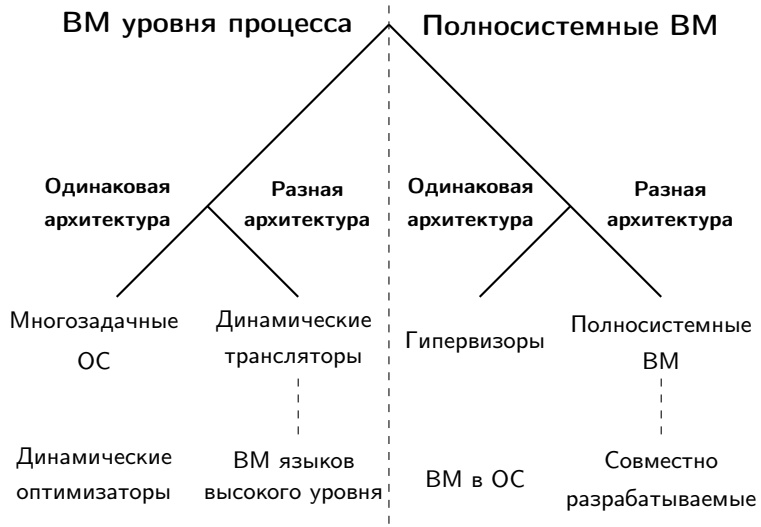 ВМ уровня процесса
Полносистемные ВМ
Одинаковая
архитектура
Разная
архитектура
Одинаковая
архитектура
Разная
архитектура
Многозадачные
ОС
Динамические
трансляторы
Гипервизоры
Полносистемные
ВМ
Динамические
оптимизаторы
ВМ языков
высокого уровня
ВМ в ОС
Совместно
разрабатываемые